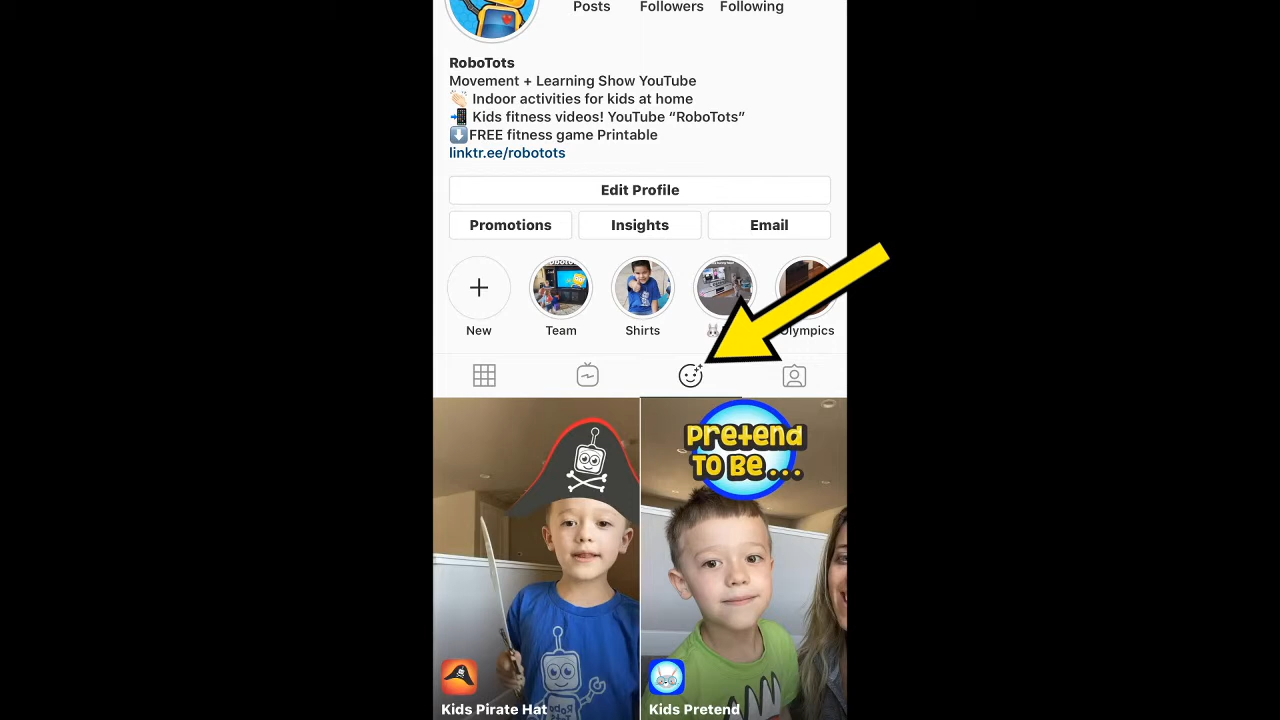 Posts Followers Following
RoboTots
Movement + Learning Show YouTube
👏🏻 Indoor activities for kids at home
📲 Kids fitness videos! YouTube “RoboTots”
⬇️FREE fitness game Printable
linktr.ee/robotots
Edit Profile
Promotions Insights Email
New Team Shirts Olympics
Pretend
To Be...
Kids Pirate Hat Kids Pretend